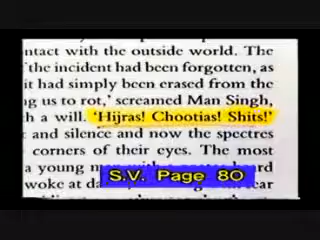 ntact with the outside world. The
the incident had been forgotten, as
it had simply been erased from the
g us to rot,' screamed Man Singh,
h a will. 'Hijras! Chootias! Shits!'
and silence and now the spectres
corners of their eyes. The most
a young
woke at
S.V. Page 80